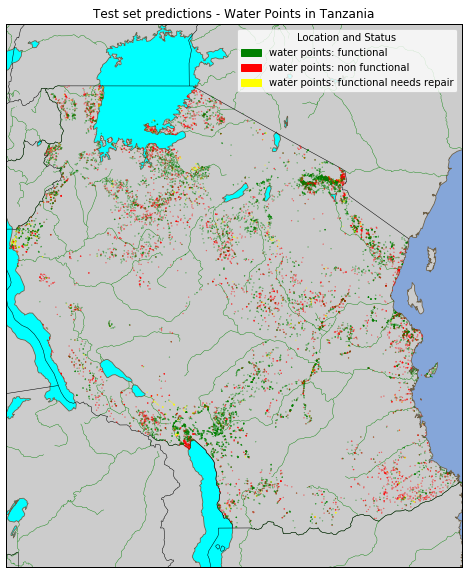 Test set predictions - Water Points in Tanzania
Location and Status
water points: functional
water points: non functional
water points: functional needs repair